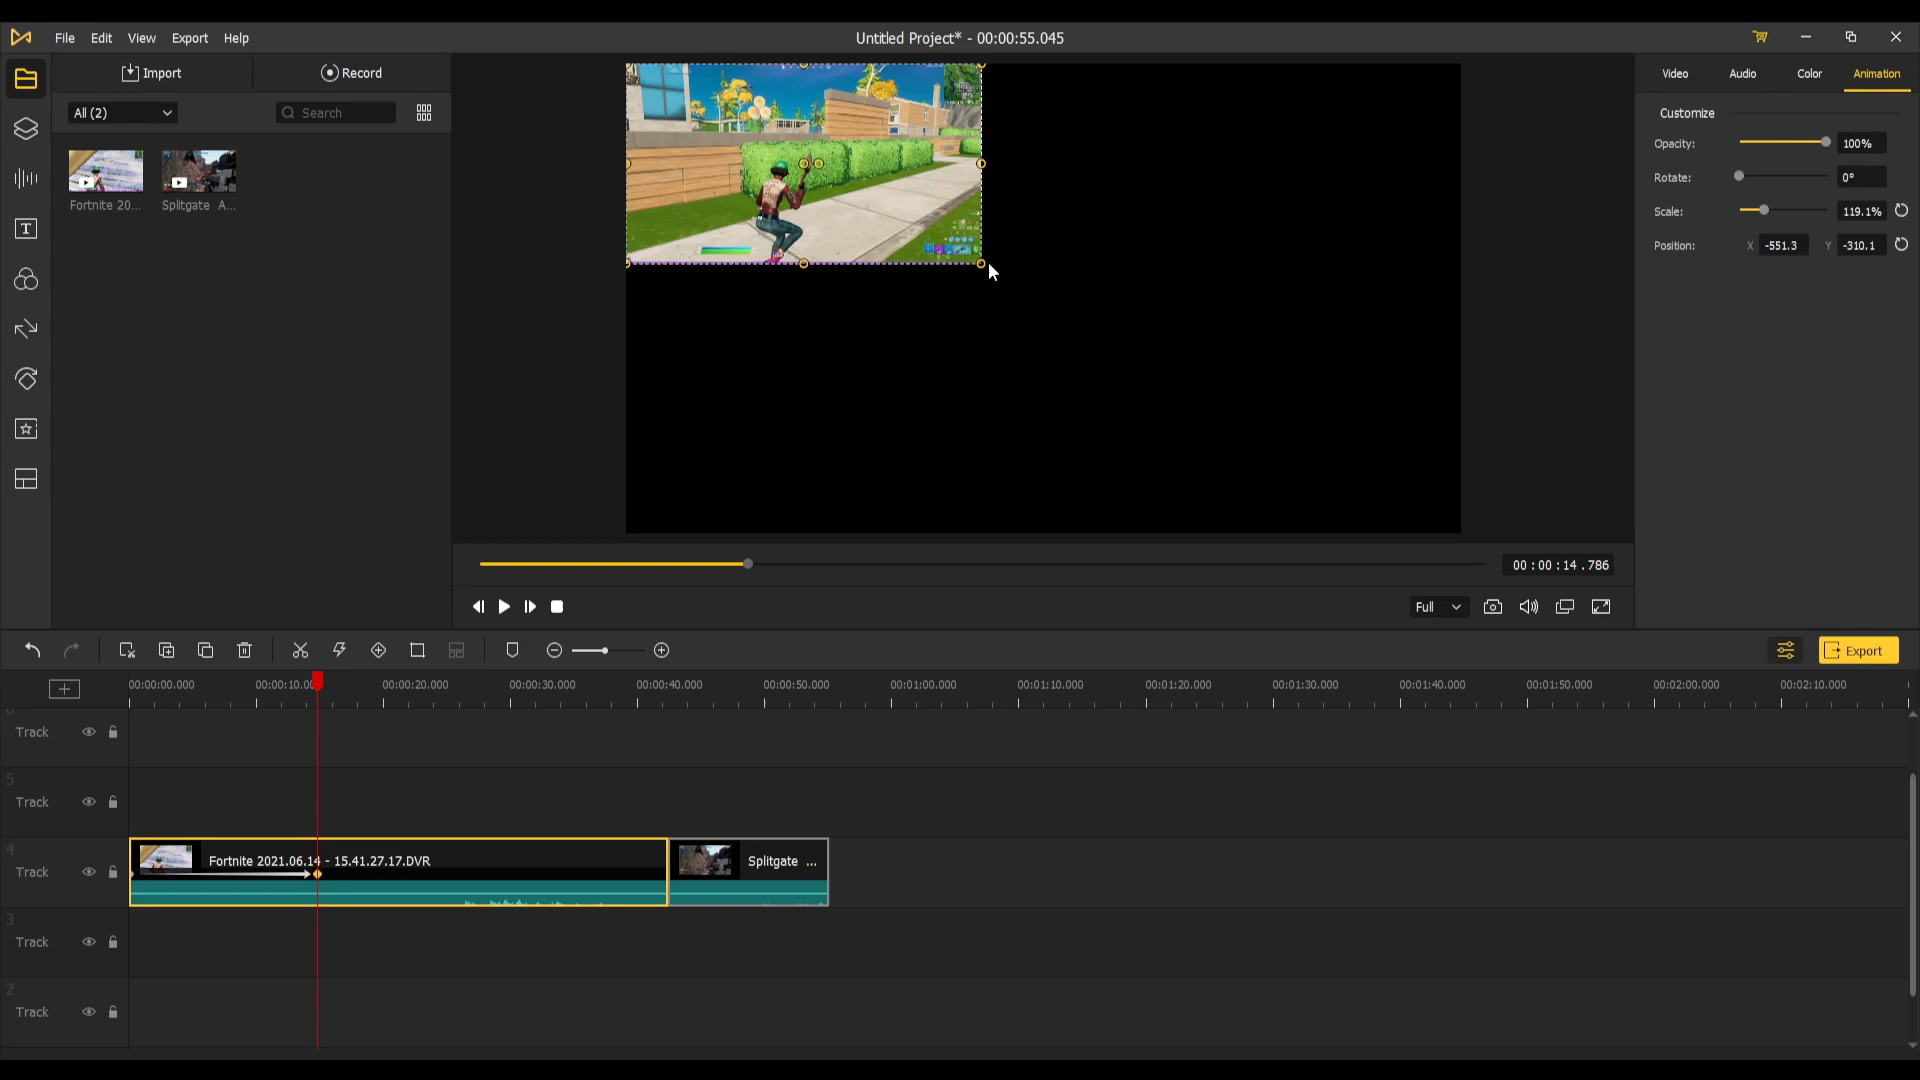 File Edit View Export Help
Untitled Project* - 00:00:55.045
Import Record
All (2) Search
Fortnite 20... Splitgate A...
Video Audio Color Animation
Customize
Opacity: 100%
Rotate: 0°
Scale: 119.1%
Position: X -551.3 Y -310.1
00 : 00 : 14 . 786
Full
Export
00:00:00.000 00:00:10.00 00:00:20.000 00:00:30.000 00:00:40.000 00:00:50.000 00:01:00.000 00:01:10.000 00:01:20.000 00:01:30.000 00:01:40.000 00:01:50.000 00:02:00.000 00:02:10.000
6
Track
5
Track
4
Track
Fortnite 2021.06.14 - 15.41.27.17.DVR Splitgate ...
3
Track
2
Track